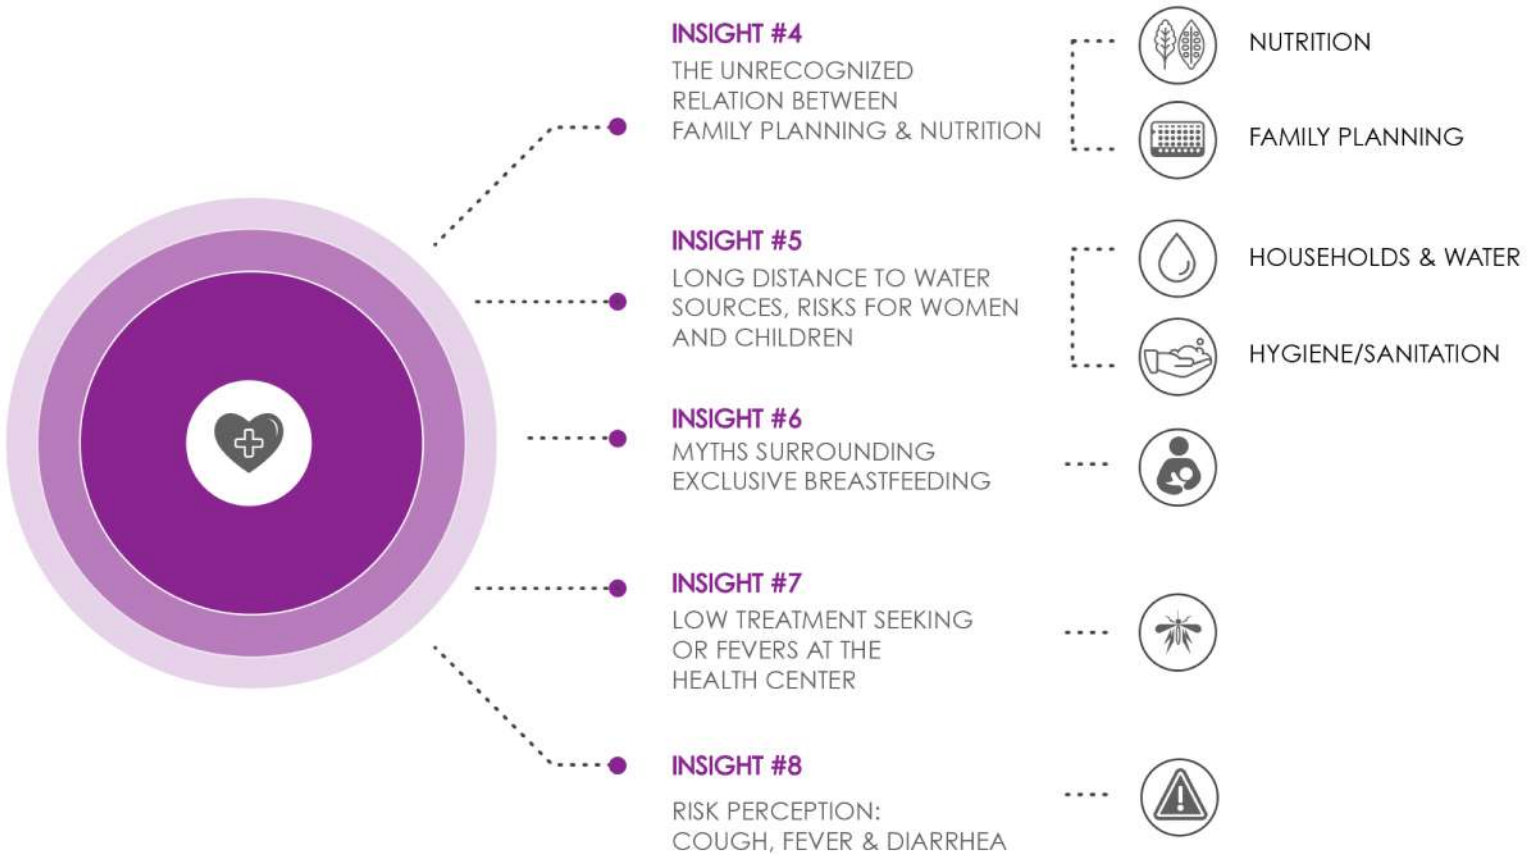 INSIGHT #4
THE UNRECOGNIZED
RELATION BETWEEN
FAMILY PLANNING & NUTRITION
NUTRITION
FAMILY PLANNING
INSIGHT #5
LONG DISTANCE TO WATER
SOURCES, RISKS FOR WOMEN
AND CHILDREN
HOUSEHOLDS & WATER
HYGIENE/SANITATION
INSIGHT #6
MYTHS SURROUNDING
EXCLUSIVE BREASTFEEDING
INSIGHT #7
LOW TREATMENT SEEKING
OR FEVERS AT THE
HEALTH CENTER
INSIGHT #8
RISK PERCEPTION:
COUGH, FEVER & DIARRHEA